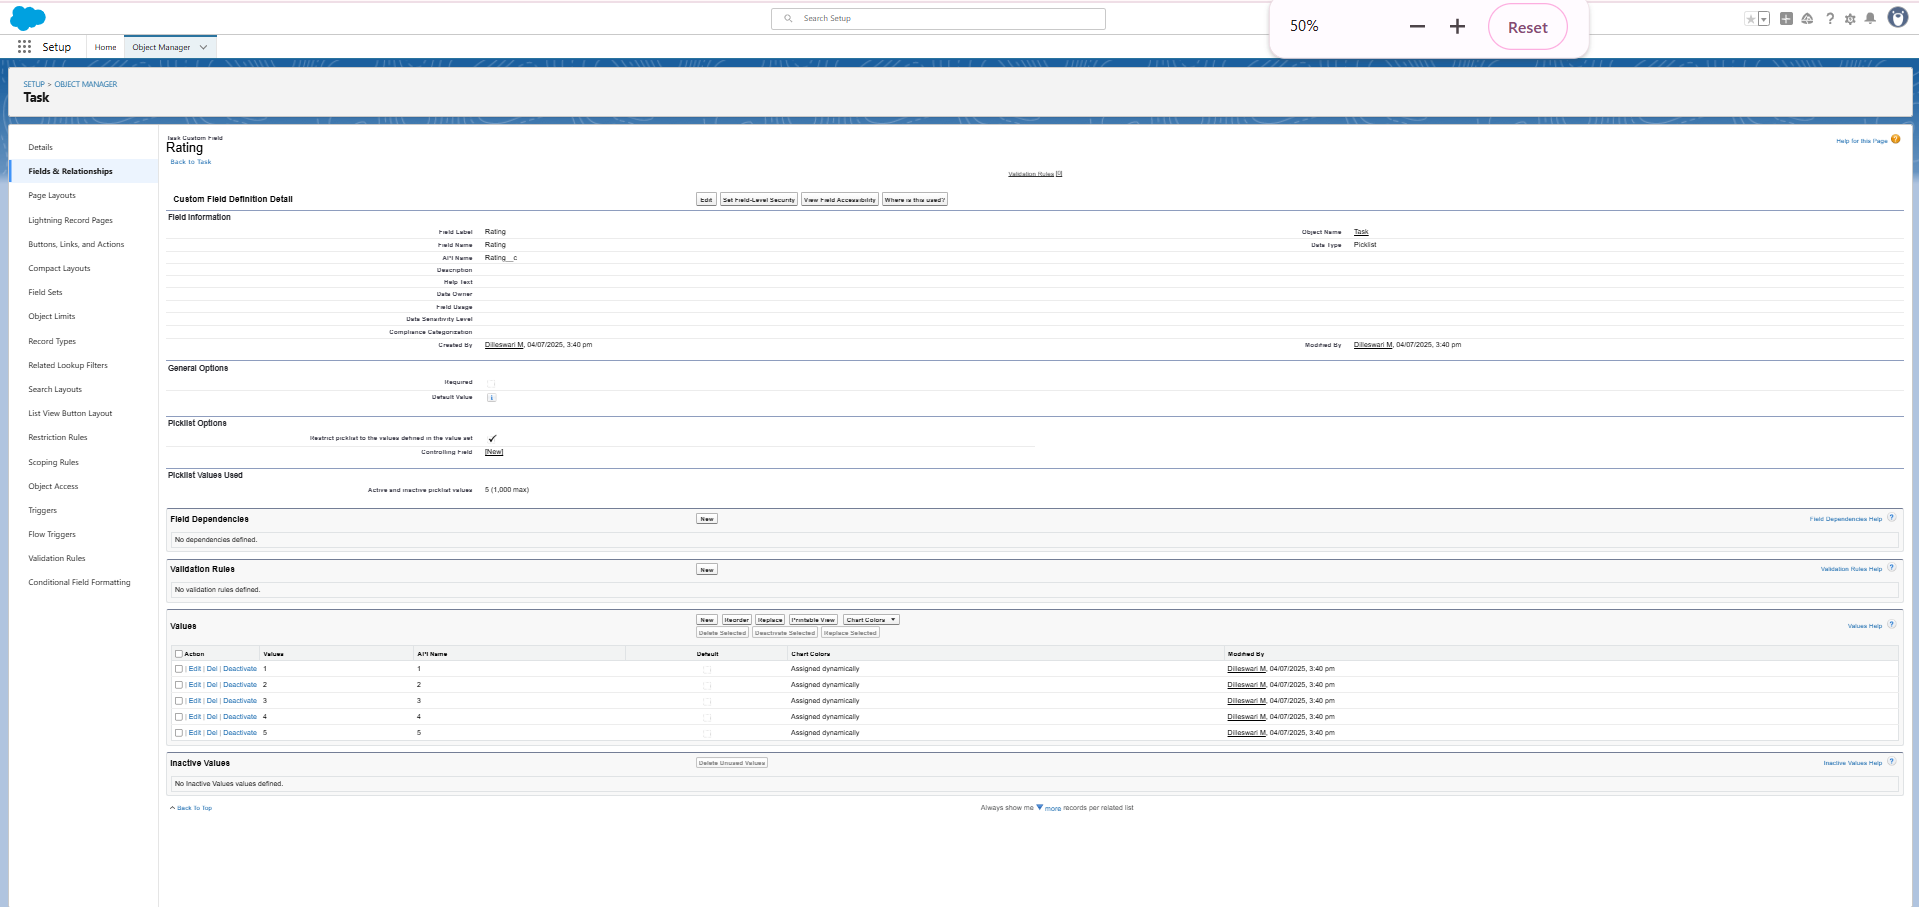 Search Setup
50%
Reset
Setup
Home
Object Manager
SETUP > OBJECT MANAGER
Task
Details
Fields & Relationships
Page Layouts
Lightning Record Pages
Buttons, Links, and Actions
Compact Layouts
Field Sets
Object Limits
Record Types
Related Lookup Filters
Search Layouts
List View Button Layout
Restriction Rules
Scoping Rules
Object Access
Triggers
Flow Triggers
Validation Rules
Conditional Field Formatting
Task Custom Field
Rating
Back to Task
Help for this Page
Validation Rules [0]
Custom Field Definition Detail
Edit Set Field-Level Security View Field Accessibility Where is this used?
Field Information
Field Label Rating Object Name Task
Field Name Rating Data Type Picklist
API Name Rating__c
Description
Help Text
Data Owner
Field Usage
Data Sensitivity Level
Compliance Categorization
Created By Dilleswari M, 04/07/2025, 3:40 pm Modified By Dilleswari M, 04/07/2025, 3:40 pm
General Options
Required
Default Value
Picklist Options
Restrict picklist to the values defined in the value set
Controlling Field [New]
Picklist Values Used
Active and inactive picklist values 5 (1,000 max)
Field Dependencies New Field Dependencies Help ?
No dependencies defined.
Validation Rules New Validation Rules Help ?
No validation rules defined.
Values New Reorder Replace Printable View Chart Colors Values Help ?
Delete Selected Deactivate Selected Replace Selected
Action Values API Name Default Chart Colors Modified By
| Edit | Del | Deactivate 1 1 Assigned dynamically Dilleswari M, 04/07/2025, 3:40 pm
| Edit | Del | Deactivate 2 2 Assigned dynamically Dilleswari M, 04/07/2025, 3:40 pm
| Edit | Del | Deactivate 3 3 Assigned dynamically Dilleswari M, 04/07/2025, 3:40 pm
| Edit | Del | Deactivate 4 4 Assigned dynamically Dilleswari M, 04/07/2025, 3:40 pm
| Edit | Del | Deactivate 5 5 Assigned dynamically Dilleswari M, 04/07/2025, 3:40 pm
Inactive Values Delete Unused Values Inactive Values Help ?
No Inactive Values values defined.
Back To Top Always show me more records per related list